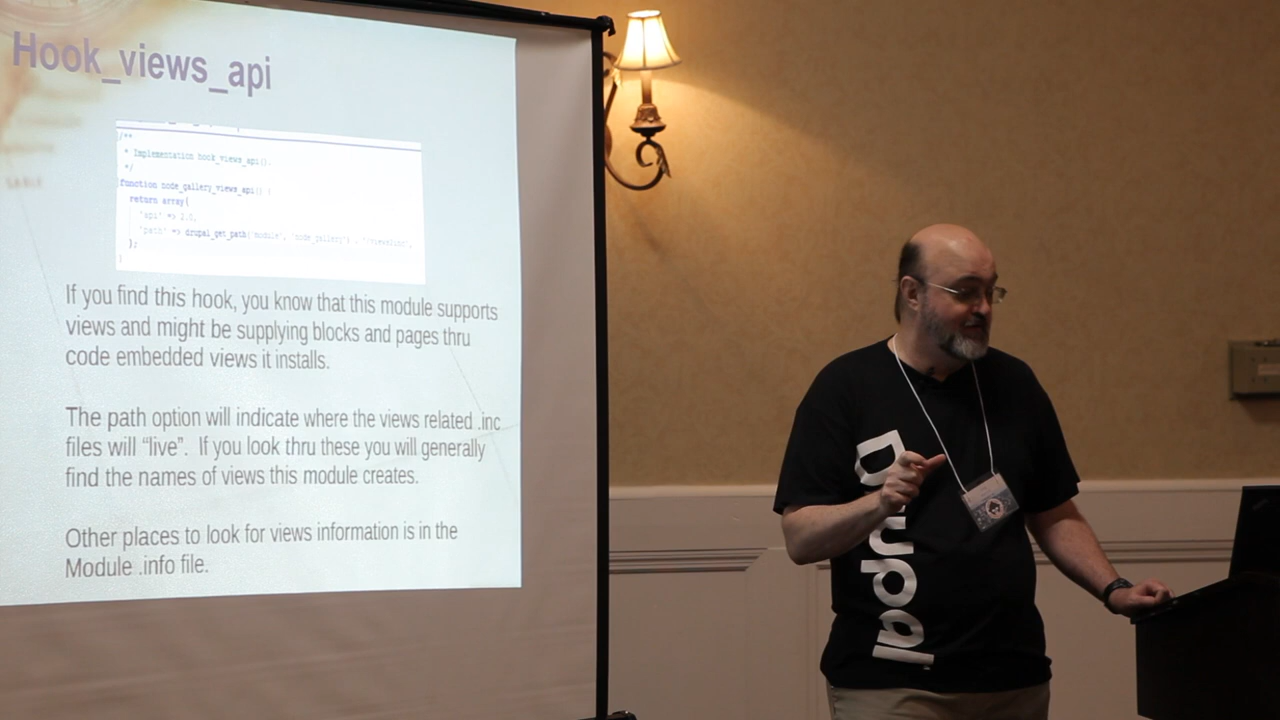 Hook_views_api
/**
* Implementation hook_views_api().
*/
function node_gallery_views_api() {
return array(
'api' => 2.0,
'path' => drupal_get_path('module', 'node_gallery') .
);
}
If you find this hook, you know that this module supports
views and might be supplying blocks and pages thru
code embedded views it installs.
The path option will indicate where the views related .inc
files will “live”. If you look thru these you will generally
find the names of views this module creates.
Other places to look for views information is in the
Module .info file.
Drupal